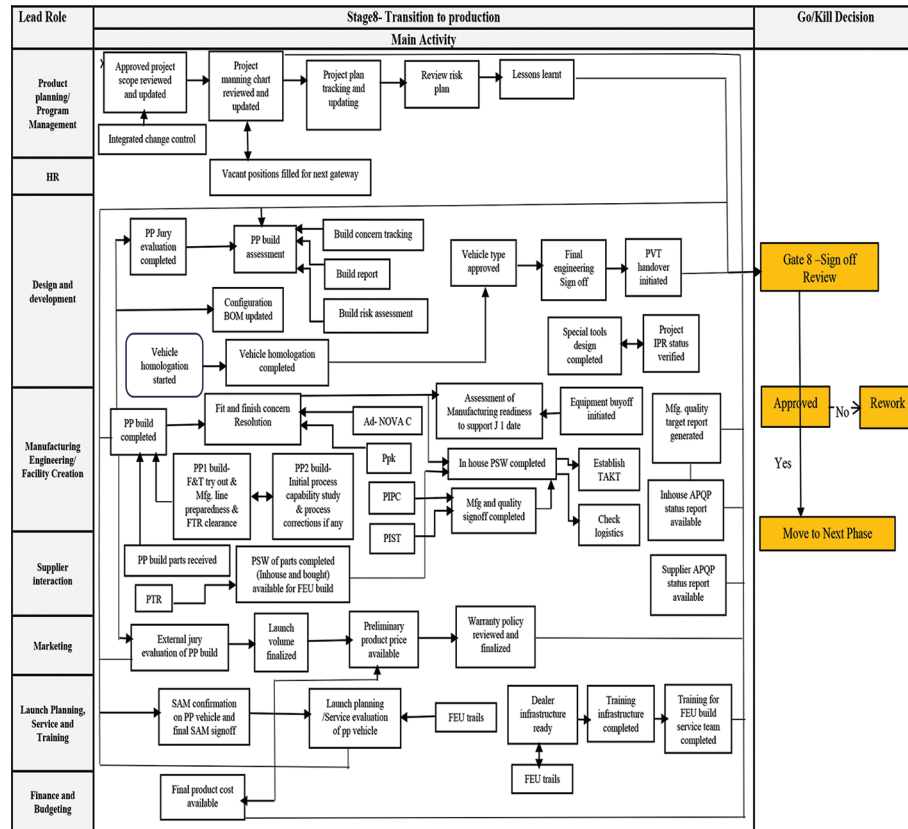 Lead Role
Stage8- Transition to production
Go/Kill Decision
Main Activity
Product planning/
Program
Management
Approved project
scope reviewed
and updated
Project
manning chart
reviewed and
updated
Project plan
tracking and
updating
Review risk
plan
Lessons learnt
Integrated change control
HR
Vacant positions filled for next gateway
Design and
development
PP Jury
evaluation
completed
PP build
assessment
Build concern tracking
Build report
Build risk assessment
Configuration
BOM updated
Vehicle type
approved
Final
engineering
Sign off
PVT
handover
initiated
Vehicle
homologation
started
Vehicle homologation
completed
Special tools
design
completed
Project
IPR status
verified
Gate 8 –Sign off
Review
Approved
No
Rework
Yes
Move to Next Phase
Manufacturing
Engineering/
Facility Creation
PP build
completed
Fit and finish concern
Resolution
Ad- NOVA C
Ppk
Assessment of
Manufacturing readiness
to support J 1 date
Equipment buyoff
initiated
Mfg. quality
target report
generated
PP1 build-
F&T try out &
Mfg. line
preparedness &
FTR clearance
PP2 build-
Initial process
capability study
& process
corrections if any
In house PSW completed
Establish
TAKT
PIPC
Mfg and quality
signoff completed
PIST
Check
logistics
Inhouse APQP
status report
available
Supplier
interaction
PP build parts received
PTR
PSW of parts completed
(Inhouse and bought)
available for FEU build
Supplier APQP
status report
available
Marketing
External jury
evaluation of PP build
Launch
volume
finalized
Preliminary
product price
available
Warranty policy
reviewed and
finalized
Launch Planning,
Service and
Training
SAM confirmation
on PP vehicle and
final SAM signoff
Launch planning
/Service evaluation
of pp vehicle
FEU trails
Dealer
infrastructure
ready
Training
infrastructure
completed
Training for
FEU build
service team
completed
FEU trails
Finance and
Budgeting
Final product cost
available